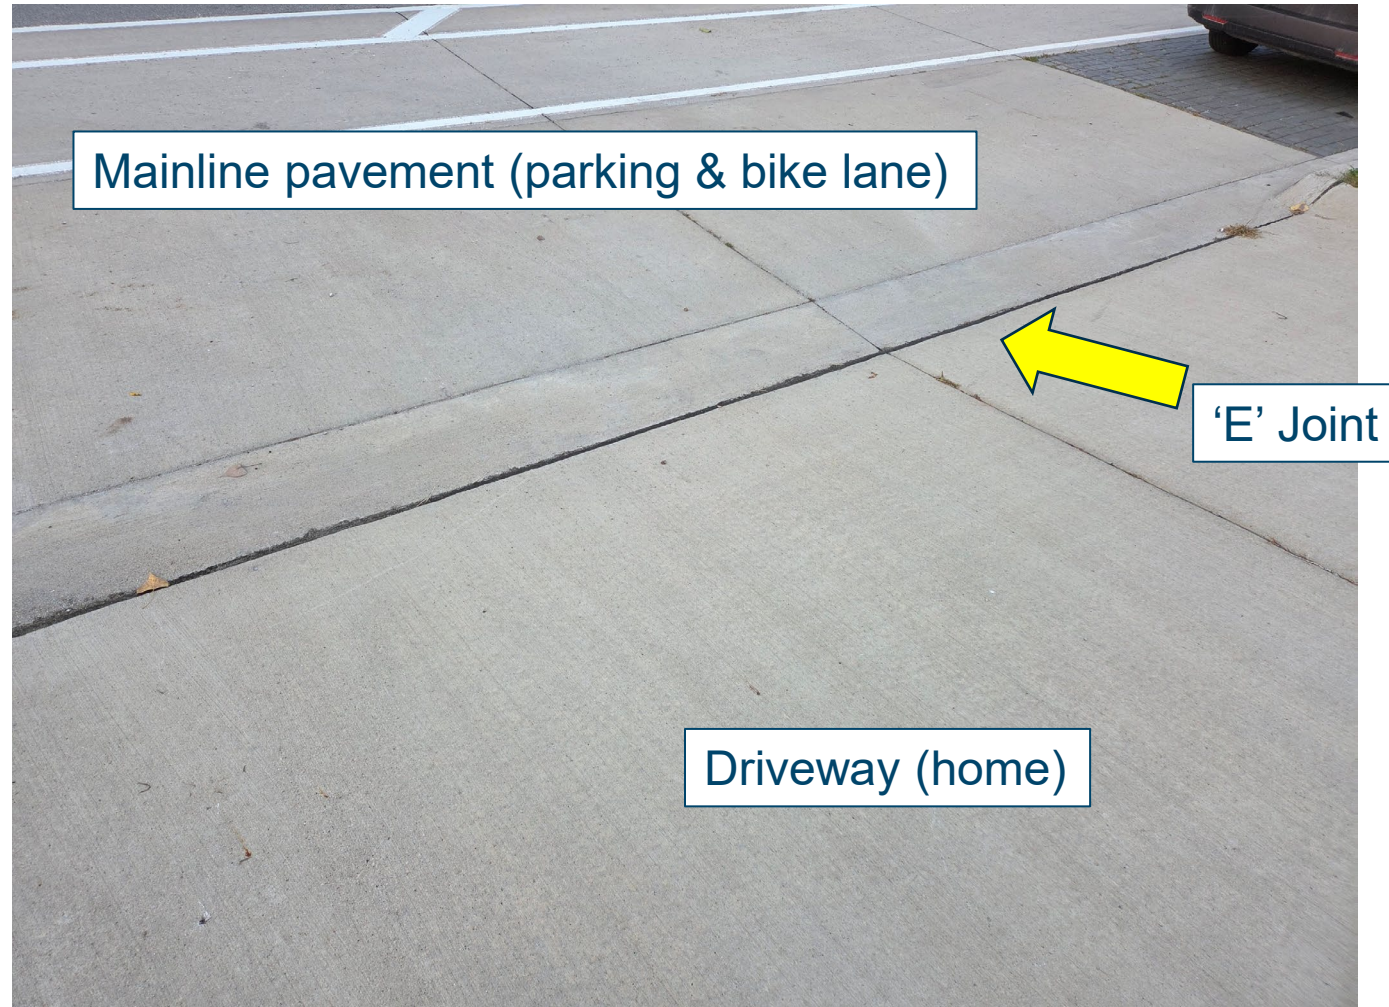 Mainline pavement (parking & bike lane)
‘E’ Joint
Driveway (home)